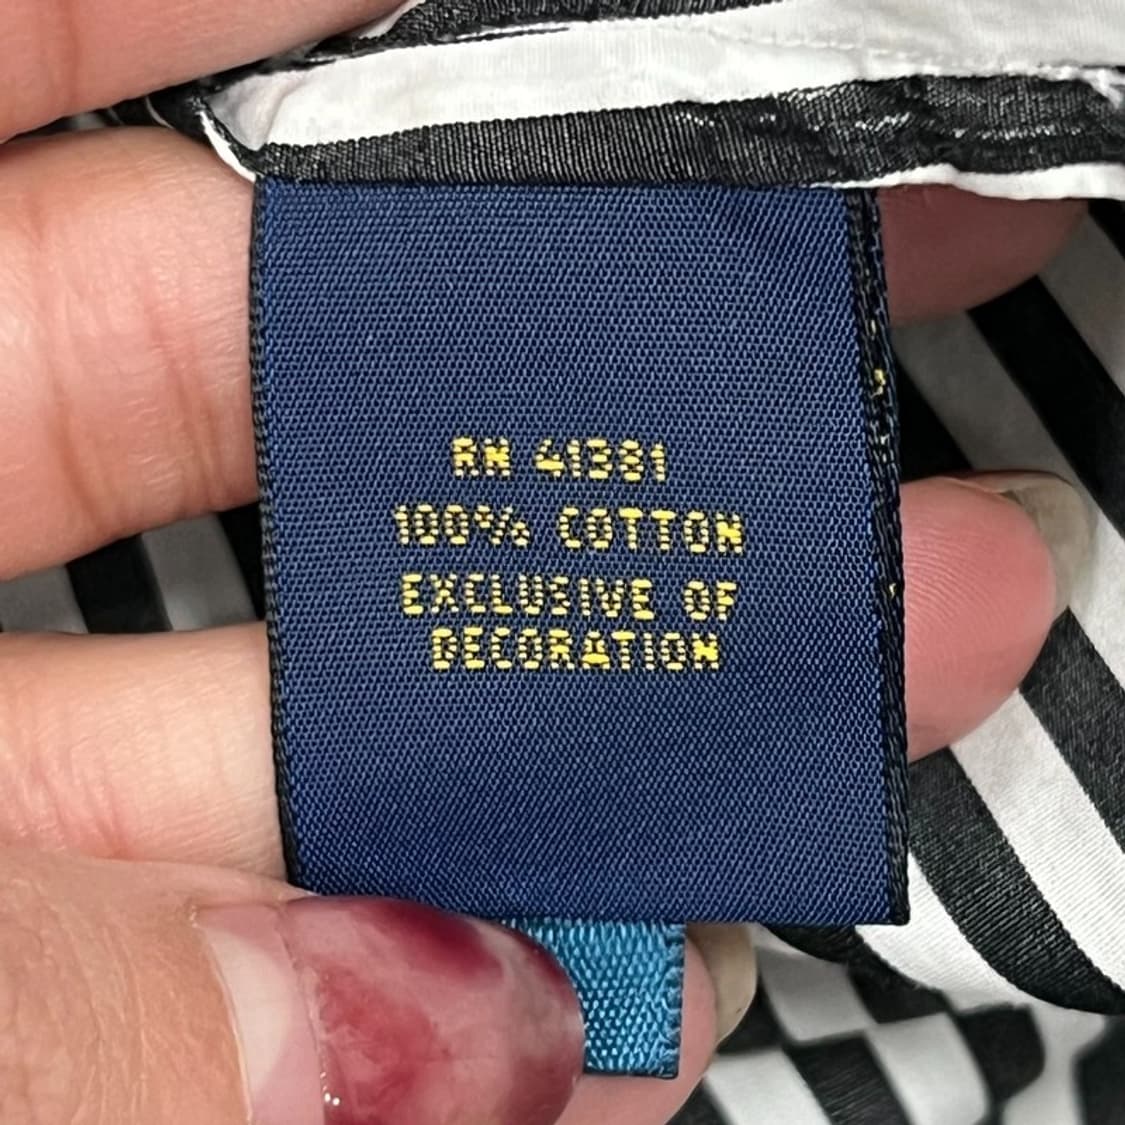 RN 41381
100% COTTON
EXCLUSIVE OF
DECORATION